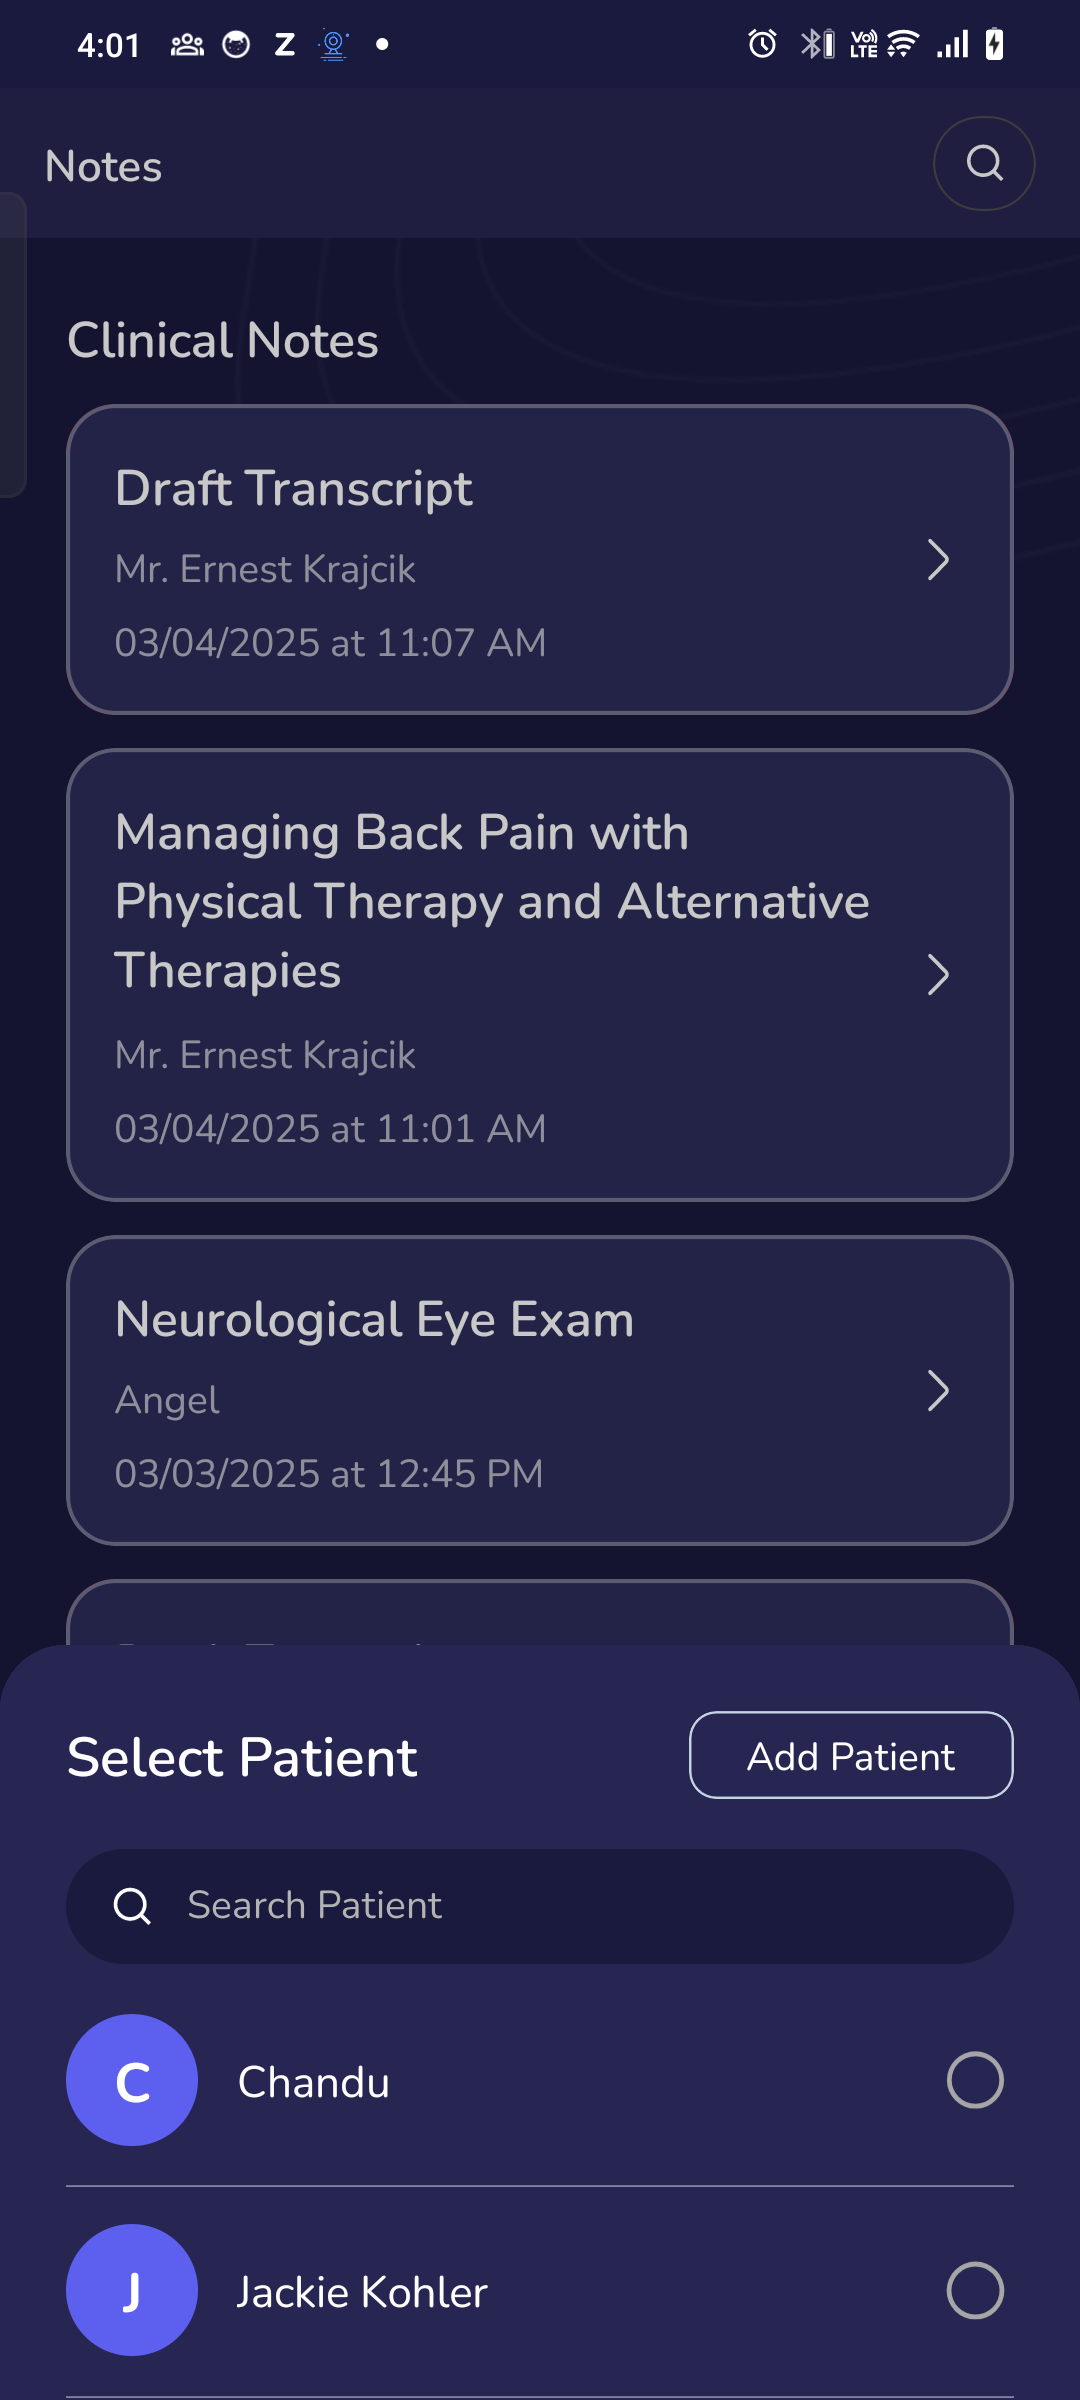 4:01
Notes
Clinical Notes
Draft Transcript
Mr. Ernest Krajcik
03/04/2025 at 11:07 AM
Managing Back Pain with
Physical Therapy and Alternative
Therapies
Mr. Ernest Krajcik
03/04/2025 at 11:01 AM
Neurological Eye Exam
Angel
03/03/2025 at 12:45 PM
Select Patient
Add Patient
Search Patient
C
Chandu
J
Jackie Kohler